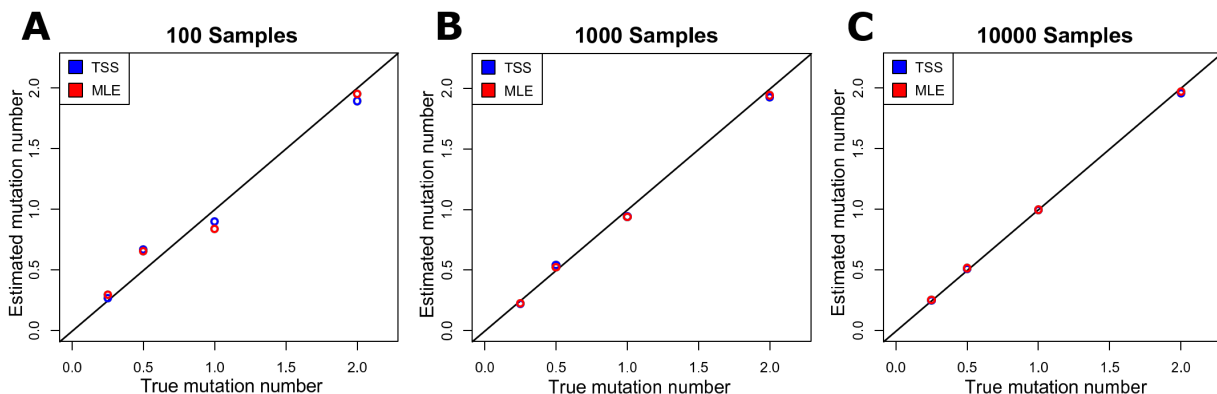 A
100 Samples
TSS
MLE
Estimated mutation number
0.0 0.5 1.0 1.5 2.0
0.0 0.5 1.0 1.5 2.0
True mutation number
B
1000 Samples
TSS
MLE
Estimated mutation number
0.0 0.5 1.0 1.5 2.0
0.0 0.5 1.0 1.5 2.0
True mutation number
C
10000 Samples
TSS
MLE
Estimated mutation number
0.0 0.5 1.0 1.5 2.0
0.0 0.5 1.0 1.5 2.0
True mutation number